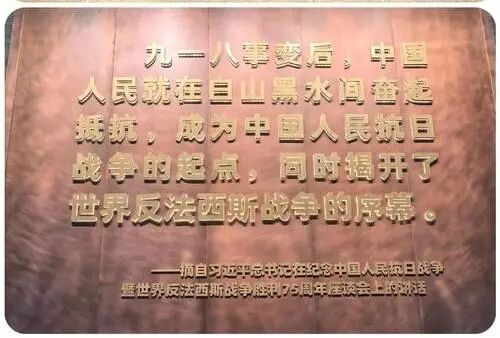 九一八事变后，中国
人民就在白山黑水间奋起
抵抗，成为中国人民抗日
战争的起点，同时揭开了
世界反法西斯战争的序幕。
——摘自习近平总书记在纪念中国人民抗日战争
暨世界反法西斯战争胜利75周年座谈会上的讲话